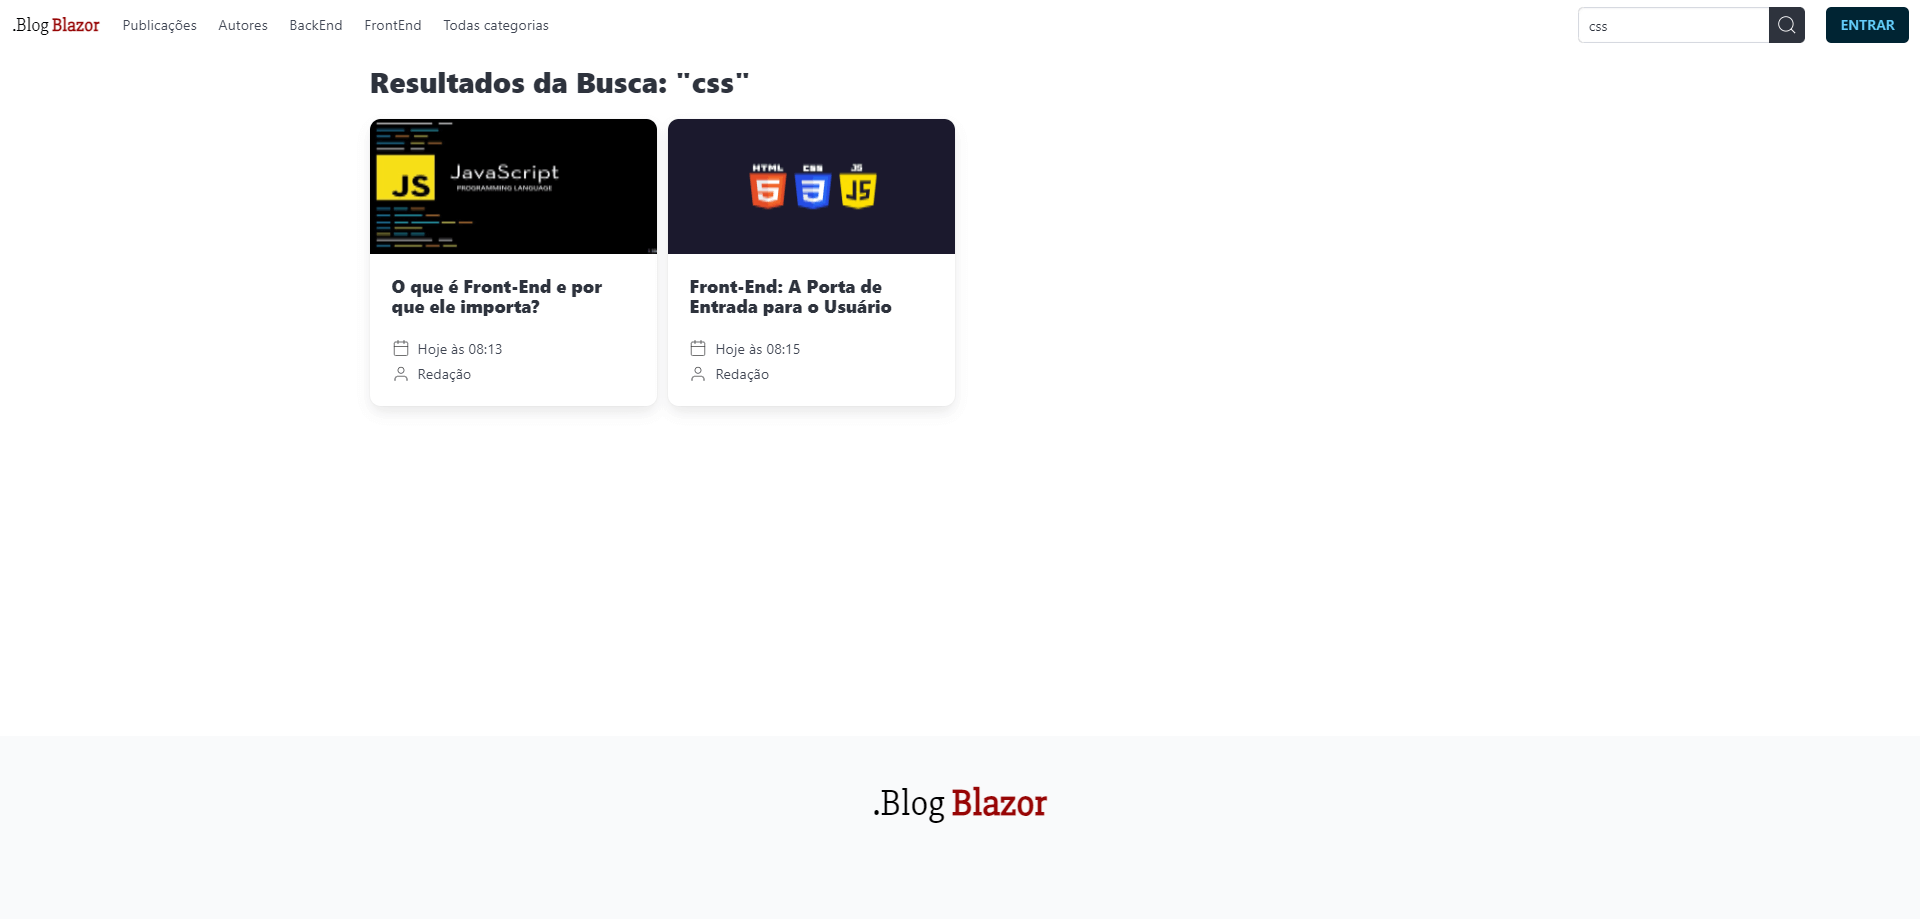 .Blog Blazor Publicações Autores BackEnd FrontEnd Todas categorias css ENTRAR
Resultados da Busca: "css"
JS JavaScript
PROGRAMMING LANGUAGE
HTML CSS JS
5 3 JS
O que é Front-End e por
que ele importa?
Hoje às 08:13
Redação
Front-End: A Porta de
Entrada para o Usuário
Hoje às 08:15
Redação
.Blog Blazor